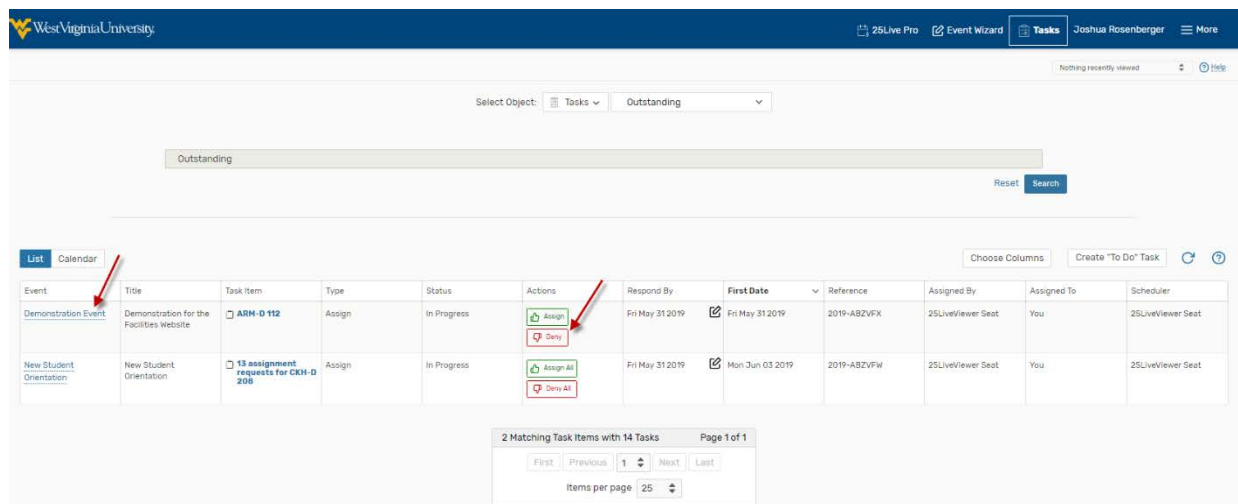 WestVirginiaUniversity.
25Live Pro Event Wizard Tasks Joshua Rosenberger More
Nothing recently viewed Help
Select Object: Tasks Outstanding
Outstanding
Reset Search
List Calendar
Choose Columns Create "To Do" Task
Event Title Task Item Type Status Actions Respond By First Date Reference Assigned By Assigned To Scheduler
Demonstration Event Demonstration for the Facilities Website ARM-D 112 Assign In Progress Assign Deny Fri May 31 2019 Fri May 31 2019 2019-ABZVFX 25LiveViewer Seat You 25LiveViewer Seat
New Student Orientation New Student Orientation 13 assignment requests for CKH-D 208 Assign In Progress Assign All Deny All Fri May 31 2019 Mon Jun 03 2019 2019-ABZVFW 25LiveViewer Seat You 25LiveViewer Seat
2 Matching Task Items with 14 Tasks Page 1 of 1
First Previous 1 Next Last
Items per page 25